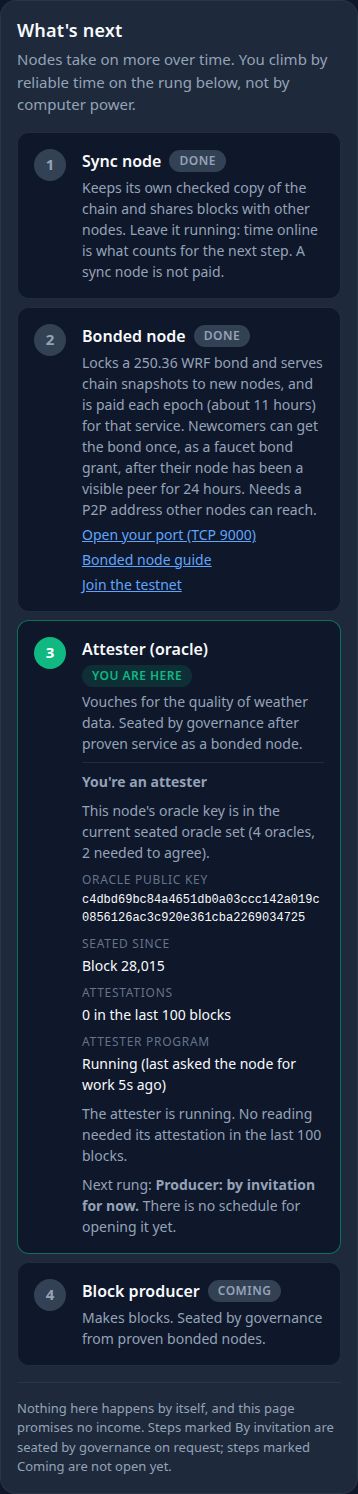 What's next
Nodes take on more over time. You climb by
reliable time on the rung below, not by
computer power.
1
Sync node DONE
Keeps its own checked copy of the
chain and shares blocks with other
nodes. Leave it running: time online
is what counts for the next step. A
sync node is not paid.
2
Bonded node DONE
Locks a 250.36 WRF bond and serves
chain snapshots to new nodes, and
is paid each epoch (about 11 hours)
for that service. Newcomers can get
the bond once, as a faucet bond
grant, after their node has been a
visible peer for 24 hours. Needs a
P2P address other nodes can reach.
Open your port (TCP 9000)
Bonded node guide
Join the testnet
3
Attester (oracle)
YOU ARE HERE
Vouches for the quality of weather
data. Seated by governance after
proven service as a bonded node.
You're an attester
This node's oracle key is in the
current seated oracle set (4 oracles,
2 needed to agree).
ORACLE PUBLIC KEY
c4dbd69bc84a4651db0a03ccc142a019c
0856126ac3c920e361cba2269034725
SEATED SINCE
Block 28,015
ATTESTATIONS
0 in the last 100 blocks
ATTESTER PROGRAM
Running (last asked the node for
work 5s ago)
The attester is running. No reading
needed its attestation in the last 100
blocks.
Next rung: Producer: by invitation
for now. There is no schedule for
opening it yet.
4
Block producer COMING
Makes blocks. Seated by governance
from proven bonded nodes.
Nothing here happens by itself, and this page
promises no income. Steps marked By invitation are
seated by governance on request; steps marked
Coming are not open yet.